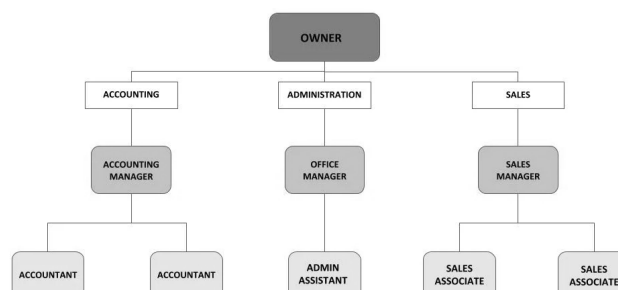 OWNER
ACCOUNTING
ADMINISTRATION
SALES
ACCOUNTING
MANAGER
OFFICE
MANAGER
SALES
MANAGER
ACCOUNTANT
ACCOUNTANT
ADMIN
ASSISTANT
SALES
ASSOCIATE
SALES
ASSOCIATE